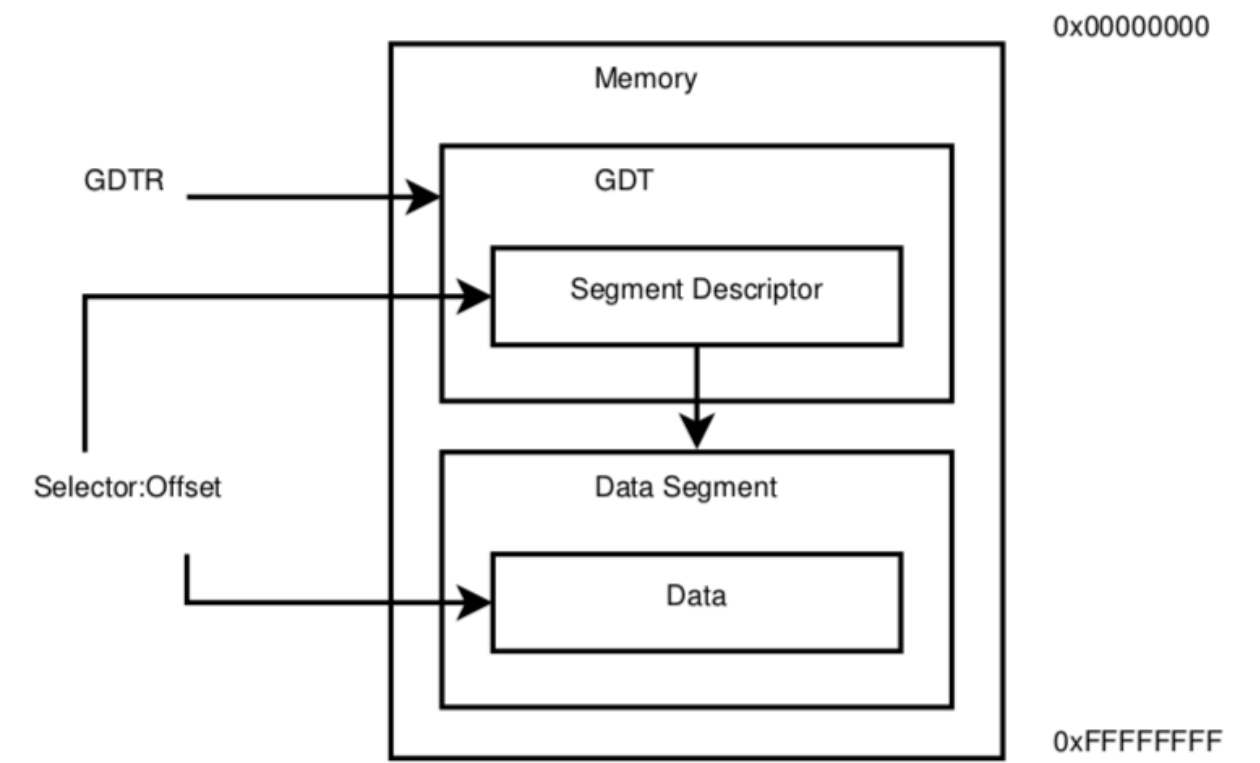 0x00000000
Memory
GDTR
GDT
Segment Descriptor
Selector:Offset
Data Segment
Data
0xFFFFFFFF